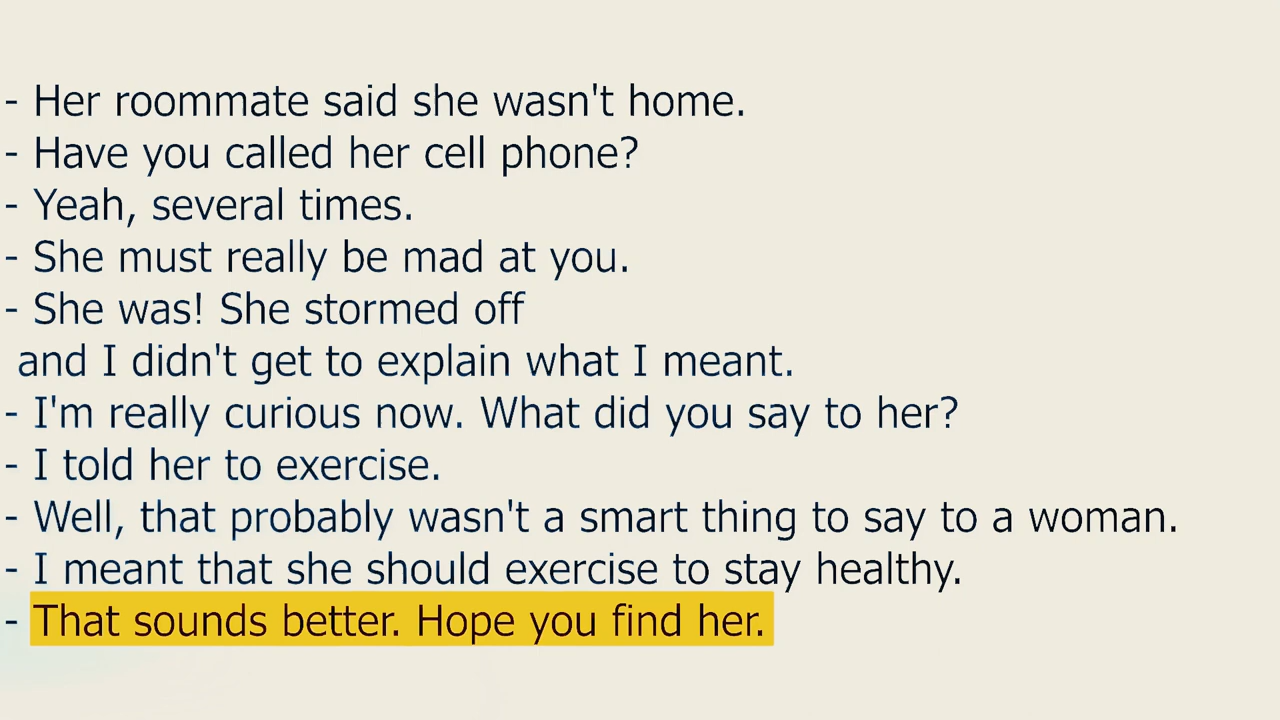 - Her roommate said she wasn't home.
- Have you called her cell phone?
- Yeah, several times.
- She must really be mad at you.
- She was! She stormed off
and I didn't get to explain what I meant.
- I'm really curious now. What did you say to her?
- I told her to exercise.
- Well, that probably wasn't a smart thing to say to a woman.
- I meant that she should exercise to stay healthy.
- That sounds better. Hope you find her.